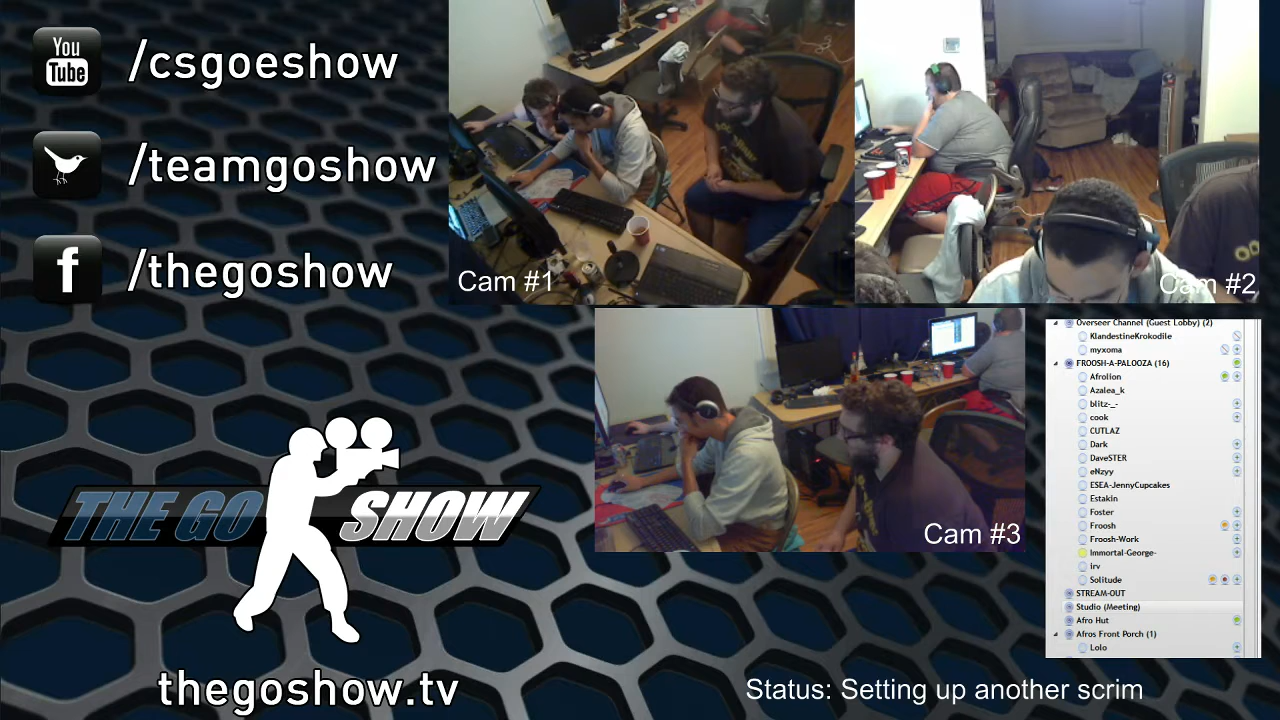 You
Tube
/csgoeshow
/teamgoshow
f
/thegoshow
THE GO SHOW
thegoshow.tv
Cam #1
Cam #2
Cam #3
Overseer Channel (Guest Lobby) (2)
KlandestineKrokodile
myxoma
FROOSH-A-PALOOZA (16)
Afrolion
Azalea_k
blitz-_-
cook
CUTLAZ
Dark
DaveSTER
eNzyy
ESEA-JennyCupcakes
Estakin
Foster
Froosh
Froosh-Work
Immortal-George-
irv
Solitude
STREAM-OUT
Studio (Meeting)
Afro Hut
Afros Front Porch (1)
Lolo
Status: Setting up another scrim